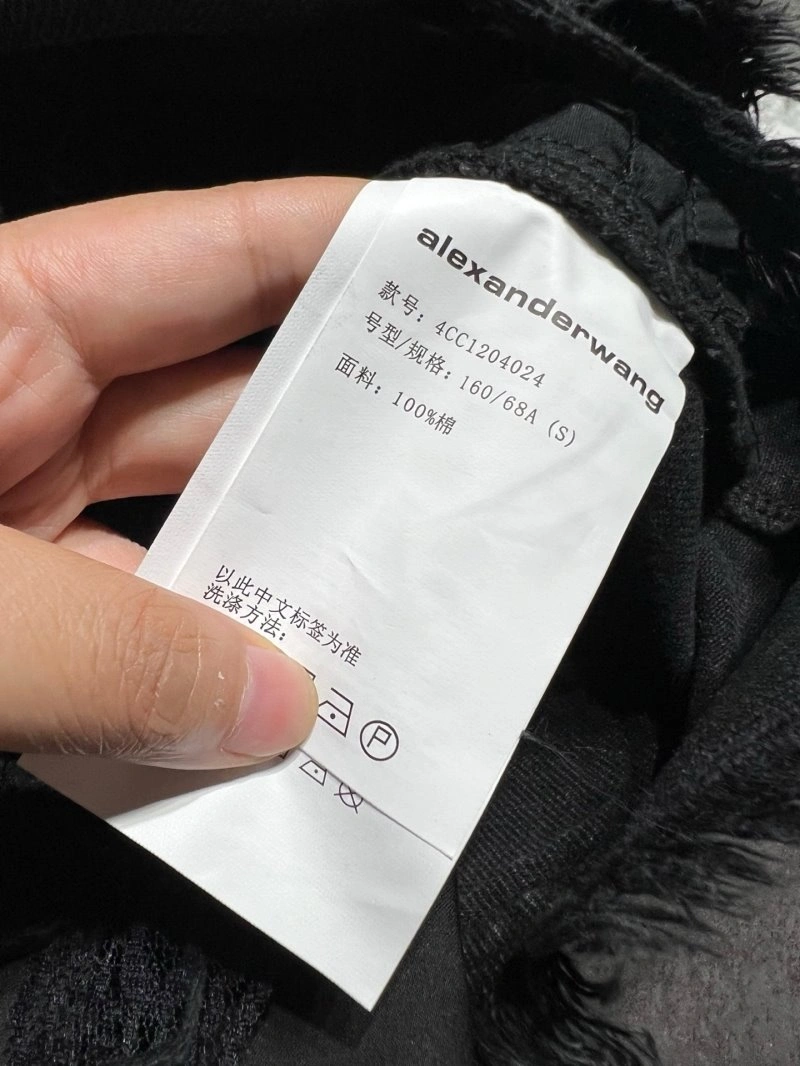 alexanderwang
款号: 4CC1204024
号型/规格: 160/68A (S)
面料: 100%棉
以此中文标签为准
洗涤方法:
P